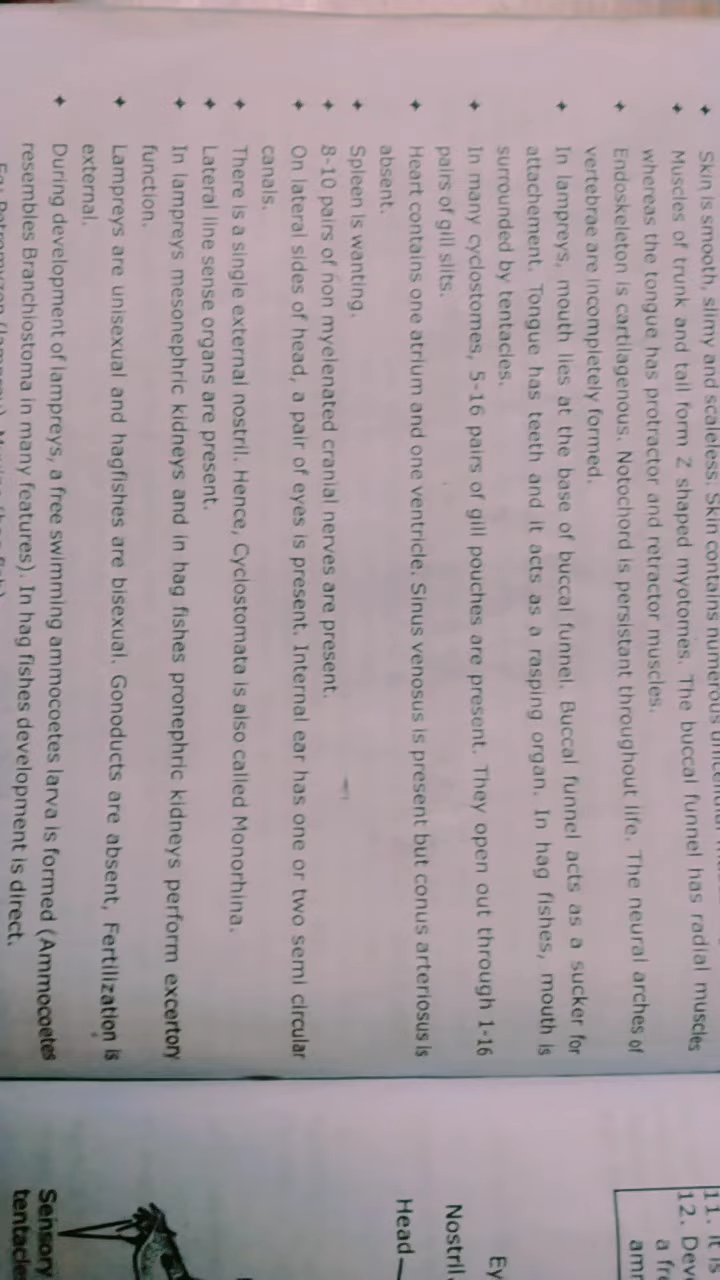 Skin is smooth, slimy and scaleless. Skin contains numerous
Muscles of trunk and tail form Z shaped myotomes. The buccal funnel has radial muscles
whereas the tongue has protractor and retractor muscles.
Endoskeleton is cartilagenous. Notochord is persistant throughout life. The neural arches of
vertebrae are incompletely formed.
In lampreys, mouth lies at the base of buccal funnel. Buccal funnel acts as a sucker for
attachement. Tongue has teeth and it acts as a rasping organ. In hag fishes, mouth is
surrounded by tentacles.
In many cyclostomes, 5-16 pairs of gill pouches are present. They open out through 1-16
pairs of gill slits.
Heart contains one atrium and one ventricle. Sinus venosus is present but conus arteriosus is
absent.
Spleen is wanting.
8-10 pairs of non myelenated cranial nerves are present.
On lateral sides of head, a pair of eyes is present. Internal ear has one or two semi circular
canals.
There is a single external nostril. Hence, Cyclostomata is also called Monorhina.
Lateral line sense organs are present.
In lampreys mesonephric kidneys and in hag fishes pronephric kidneys perform excertory
function.
Lampreys are unisexual and hagfishes are bisexual. Gonoducts are absent, Fertilization is
external.
During development of lampreys, a free swimming ammocoetes larva is formed (Ammocoetes
resembles Branchiostoma in many features). In hag fishes development is direct.
11. It is
12. Dev
a fr
am
Ey
Nostril
Head
Sensory
tentacle